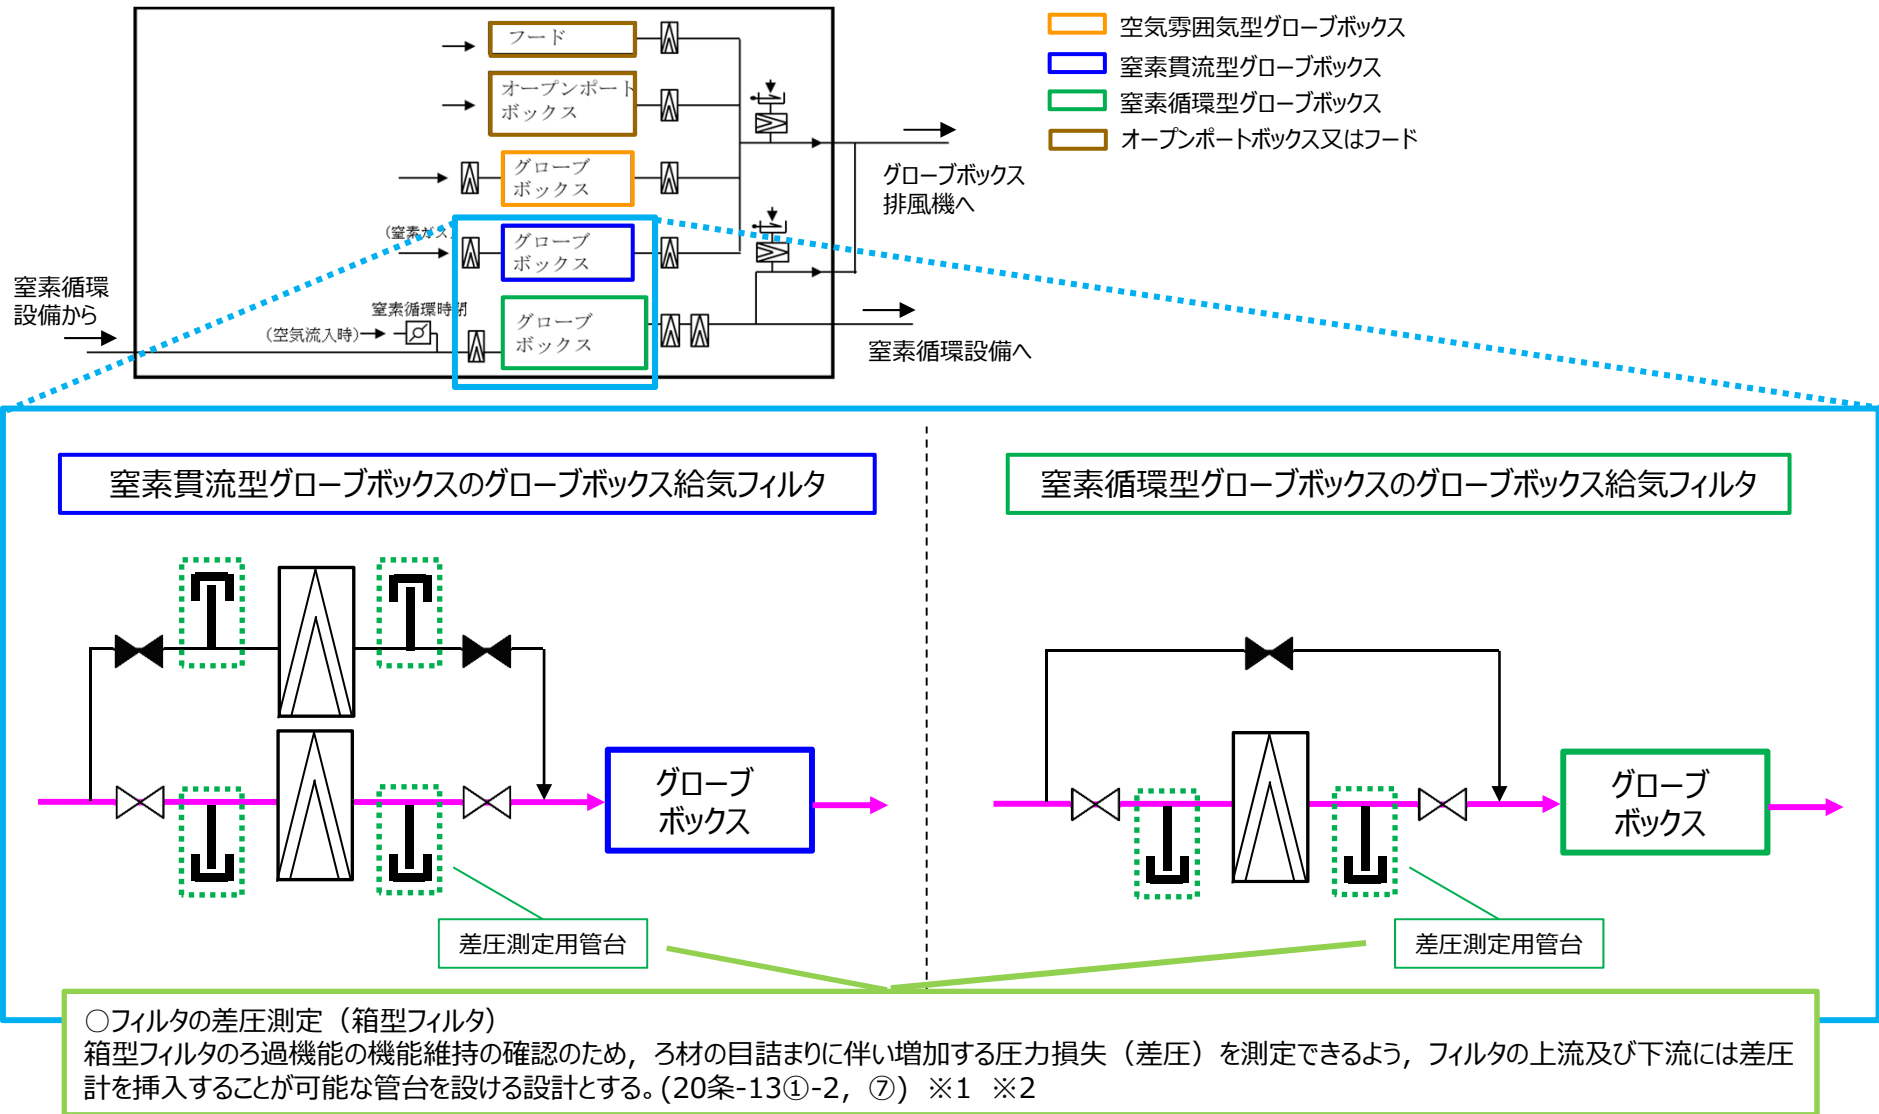 フード
オープンポート
ボックス
グローブ
ボックス
(窒素ガス)
グローブ
ボックス
窒素循環時閉
(空気流入時)
グローブ
ボックス
窒素循環
設備から
グローブボックス
排風機へ
窒素循環設備へ
空気雰囲気型グローブボックス
窒素貫流型グローブボックス
窒素循環型グローブボックス
オープンポートボックス又はフード
窒素貫流型グローブボックスのグローブボックス給気フィルタ
グローブ
ボックス
差圧測定用管台
窒素循環型グローブボックスのグローブボックス給気フィルタ
グローブ
ボックス
差圧測定用管台
○フィルタの差圧測定（箱型フィルタ）
箱型フィルタのろ過機能の機能維持の確認のため，ろ材の目詰まりに伴い増加する圧力損失（差圧）を測定できるよう，フィルタの上流及び下流には差圧
計を挿入することが可能な管台を設ける設計とする。(20条-13①-2，⑦) ※1 ※2